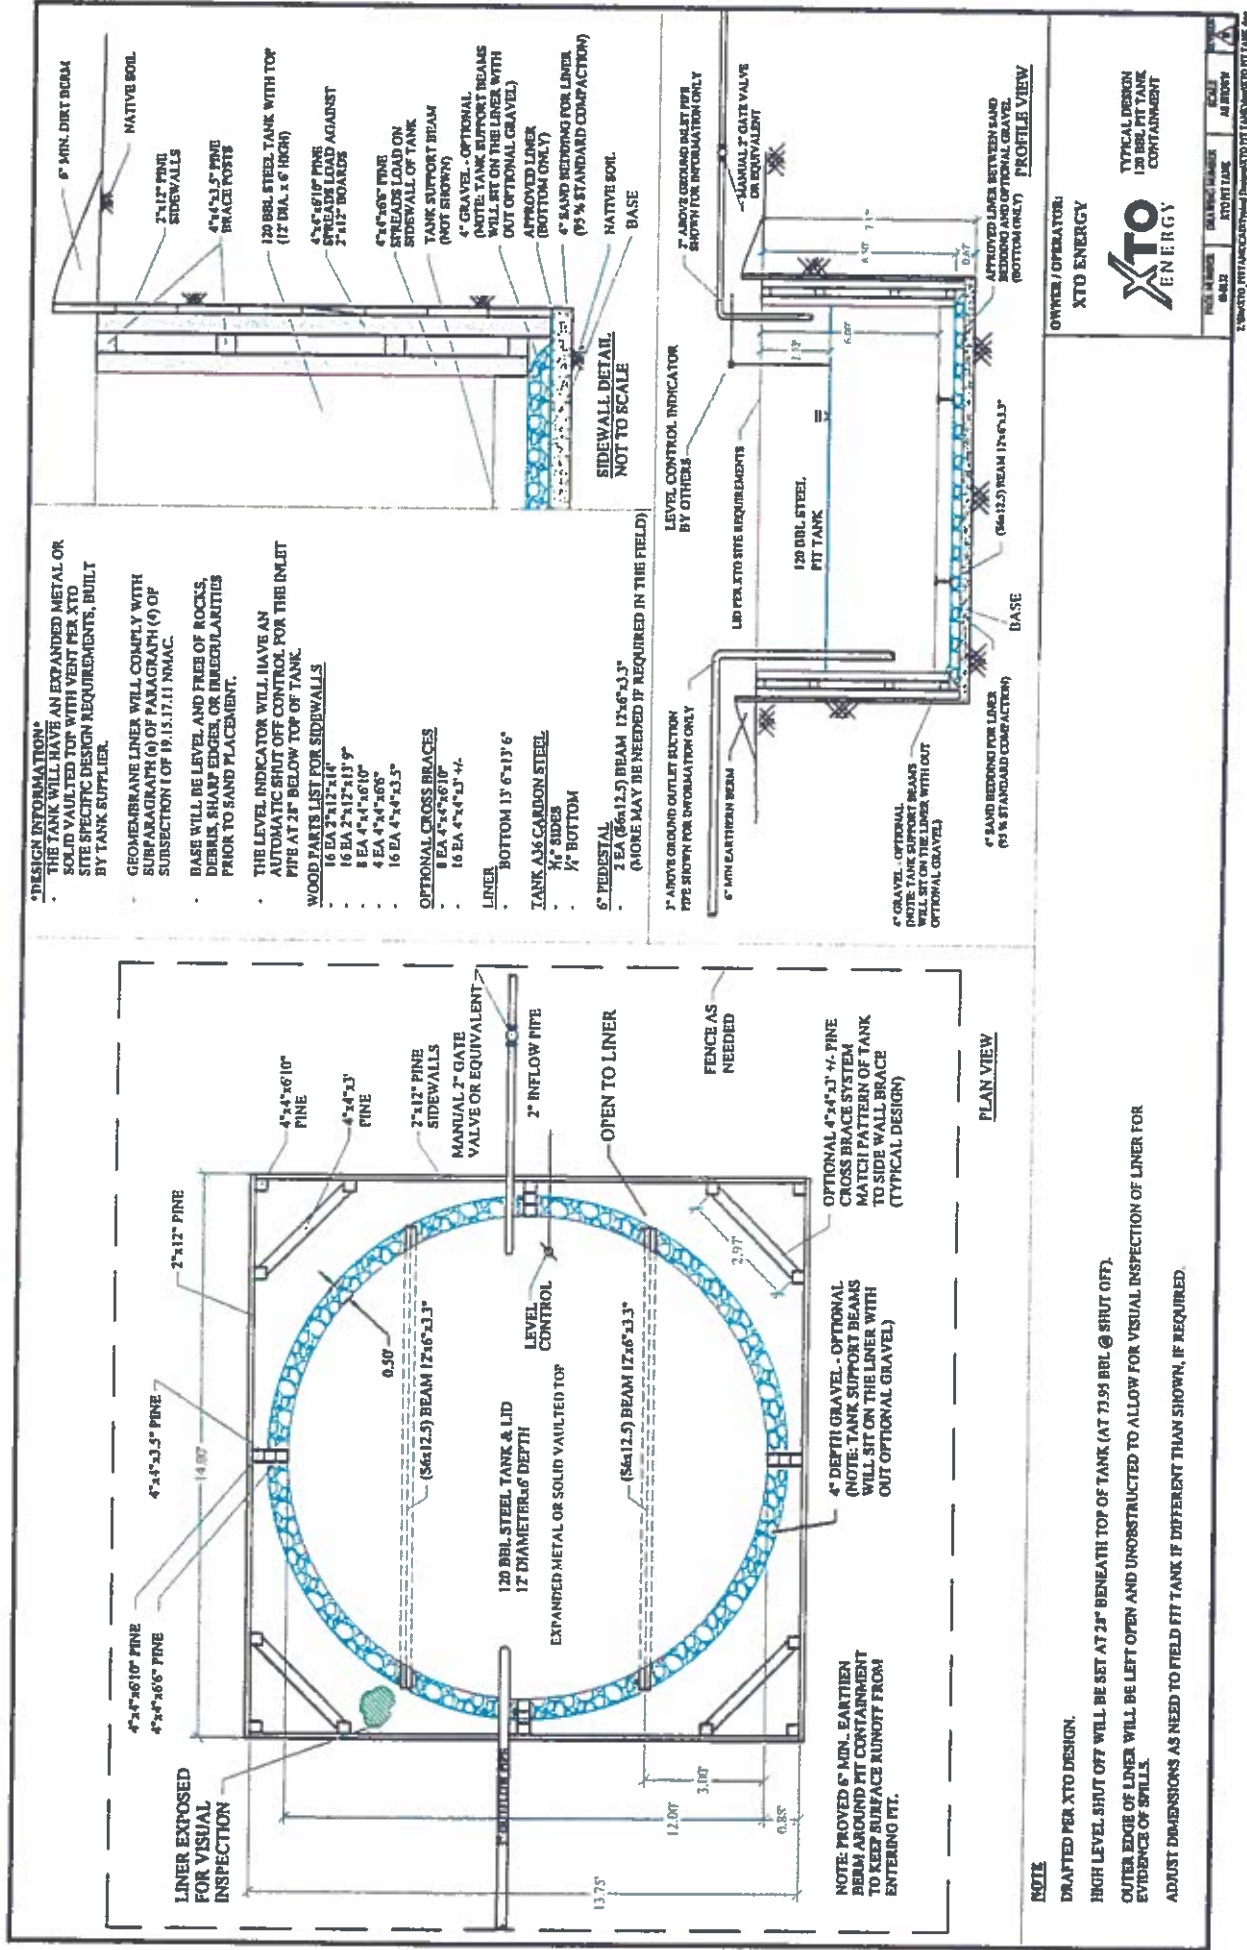 *DESIGN INFORMATION*
- THE TANK WILL HAVE AN EXPANDED METAL OR
SOLID VAULTED TOP WITH VENT PER XTO
SITE SPECIFIC DESIGN REQUIREMENTS, BUILT
BY TANK SUPPLIER.
- GEOMEMBRANE LINER WILL COMPLY WITH
SUBPARAGRAPH (a) OF PARAGRAPH (4) OF
SUBSECTION I OF 19.15.17.11 NMAC.
- BASE WILL BE LEVEL AND FREE OF ROCKS,
DEBRIS, SHARP EDGES, OR IRREGULARITIES
PRIOR TO SAND PLACEMENT.
- THE LEVEL INDICATOR WILL HAVE AN
AUTOMATIC SHUT OFF CONTROL FOR THE INLET
PIPE AT 28" BELOW TOP OF TANK.
WOOD PARTS LIST FOR SIDEWALLS
- 16 EA 2"x12"x14'
- 16 EA 2"x12"x13' 9"
- 8 EA 4"x4"x6'10"
- 4 EA 4"x4"x6'6"
- 16 EA 4"x4"x3.5"
OPTIONAL CROSS BRACES
- 8 EA 4"x4"x6'10"
- 16 EA 4"x4"x3' +/-
LINER
- BOTTOM 13' 6"x13'6"
TANK A36 CARBON STEEL
- SIDES
- 1/4" BOTTOM
6" PEDESTAL
- 2 EA (S6x12.5) BEAM 12'x6"x3.3"
(MORE MAY BE NEEDED IF REQUIRED IN THE FIELD)
6" MIN. DIRT BERM
NATIVE SOIL
2"x12" PINE
SIDEWALLS
4"x4"x3.5" PINE
BRACE POSTS
120 BBL STEEL TANK WITH TOP
(12' DIA. x 6' HIGH)
4"x4"x6'10" PINE
SPREADS LOAD AGAINST
2"x12" BOARDS
4"x4"x6'6" PINE
SPREADS LOAD ON
SIDEWALL OF TANK
TANK SUPPORT BEAM
(NOT SHOWN)
4" GRAVEL - OPTIONAL
(NOTE: TANK SUPPORT BEAMS
WILL SIT ON THE LINER WITH
OUT OPTIONAL GRAVEL)
APPROVED LINER
(BOTTOM ONLY)
4" SAND BEDDING FOR LINER
(95 % STANDARD COMPACTION)
NATIVE SOIL
BASE
SIDEWALL DETAIL
NOT TO SCALE
LINER EXPOSED
FOR VISUAL
INSPECTION
4"x4"x6'10" PINE
4"x4"x6'6" PINE
4"x4"x3.5" PINE
14.00'
2"x12" PINE
4"x4"x6'10"
PINE
4"x4"x3'
PINE
2"x12" PINE
SIDEWALLS
MANUAL 2" GATE
VALVE OR EQUIVALENT
2" INFLOW PIPE
OPEN TO LINER
FENCE AS
NEEDED
0.50'
(S6x12.5) BEAM 12'x6"x3.3"
120 BBL STEEL TANK & LID
12' DIAMETERx6' DEPTH
EXPANDED METAL OR SOLID VAULTED TOP
LEVEL
CONTROL
(S6x12.5) BEAM 12'x6"x3.3"
2.97'
13.75'
12.00'
3.00'
0.88'
4" DEPTH GRAVEL - OPTIONAL
(NOTE: TANK SUPPORT BEAMS
WILL SIT ON THE LINER WITH
OUT OPTIONAL GRAVEL)
OPTIONAL 4"x4"x3' +/- PINE
CROSS BRACE SYSTEM
MATCH PATTERN OF TANK
TO SIDE WALL BRACE
(TYPICAL DESIGN)
NOTE: PROVED 6" MIN. EARTHEN
BERM AROUND PIT CONTAINMENT
TO KEEP SURFACE RUNOFF FROM
ENTERING PIT.
PLAN VIEW
3" ABOVE GROUND OUTLET SUCTION
PIPE SHOWN FOR INFORMATION ONLY
6" MIN EARTHEN BERM
LEVEL CONTROL INDICATOR
BY OTHERS
LID PER XTO SITE REQUIREMENTS
2" ABOVE GROUND INLET PIPE
SHOWN FOR INFORMATION ONLY
MANUAL 2" GATE VALVE
OR EQUIVALENT
120 BBL STEEL
PIT TANK
6.00'
4" GRAVEL - OPTIONAL
(NOTE: TANK SUPPORT BEAMS
WILL SIT ON THE LINER WITH OUT
OPTIONAL GRAVEL)
4" SAND BEDDING FOR LINER
(95 % STANDARD COMPACTION)
BASE
(S6x12.5) BEAM 12'x6"x3.3"
APPROVED LINER BETWEEN SAND
BEDDING AND OPTIONAL GRAVEL
(BOTTOM ONLY)
PROFILE VIEW
NOTE
DRAFTED PER XTO DESIGN.
HIGH LEVEL SHUT OFF WILL BE SET AT 28" BENEATH TOP OF TANK (AT 73.95 BBL @ SHUT OFF).
OUTER EDGE OF LINER WILL BE LEFT OPEN AND UNOBSTRUCTED TO ALLOW FOR VISUAL INSPECTION OF LINER FOR
EVIDENCE OF SPILLS.
ADJUST DIMENSIONS AS NEED TO FIELD FIT TANK IF DIFFERENT THAN SHOWN, IF REQUIRED.
OWNER / OPERATOR:
XTO ENERGY
XTO
ENERGY
TYPICAL DESIGN
120 BBL PIT TANK
CONTAINMENT
DRAWING NUMBER
XTO PIT TANK
SCALE
AS SHOWN